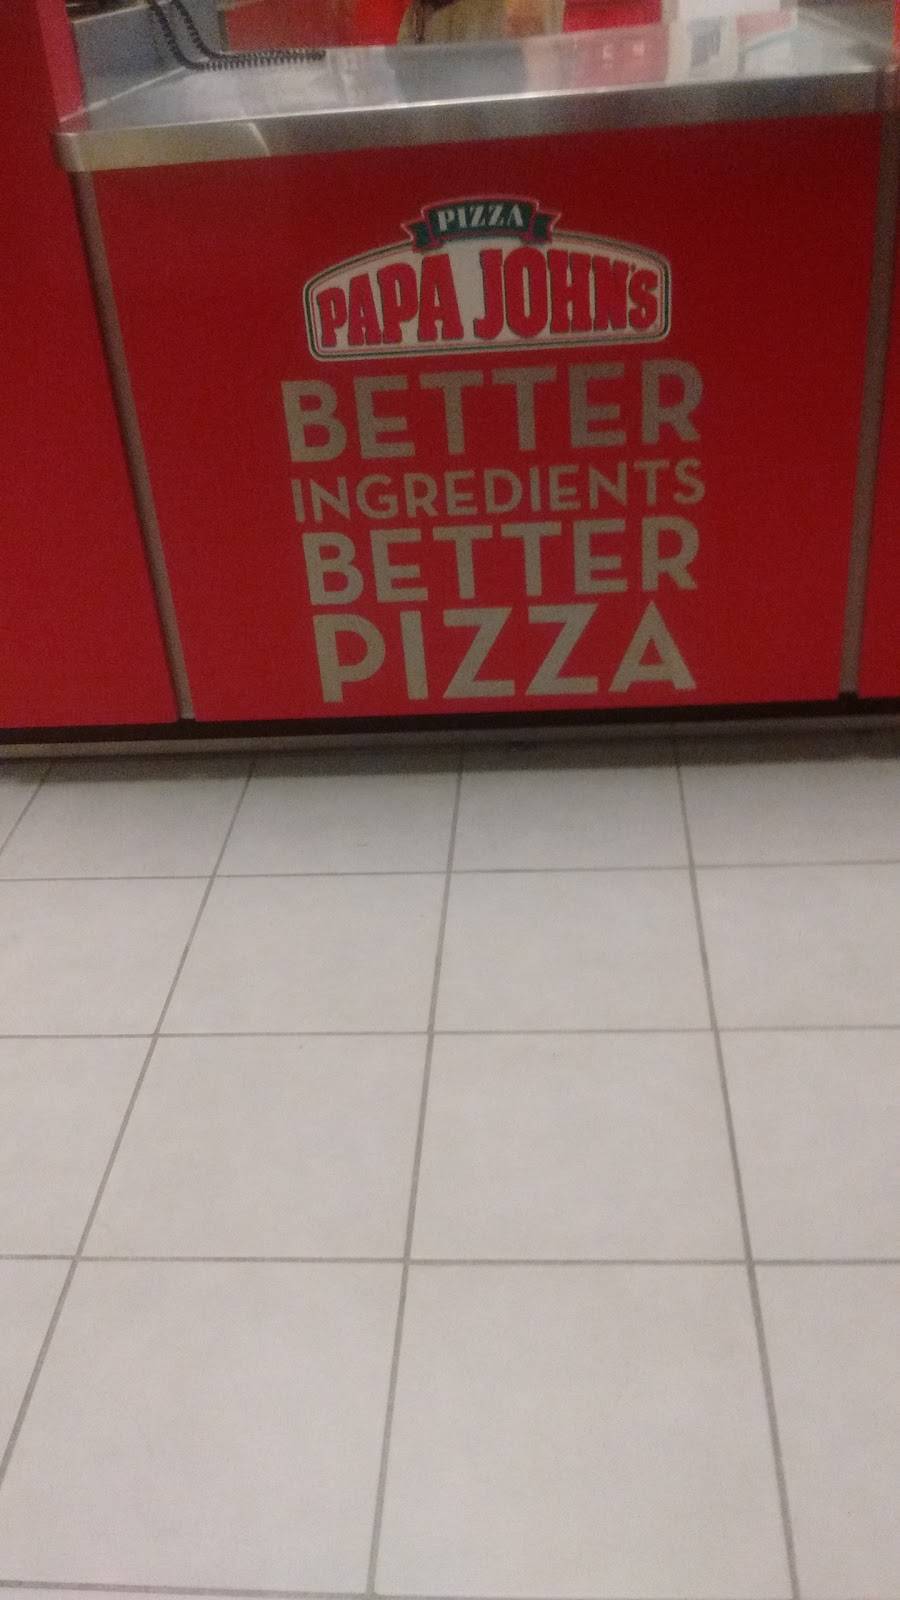 PIZZA
PAPA JOHN'S
BETTER
INGREDIENTS
BETTER
PIZZA